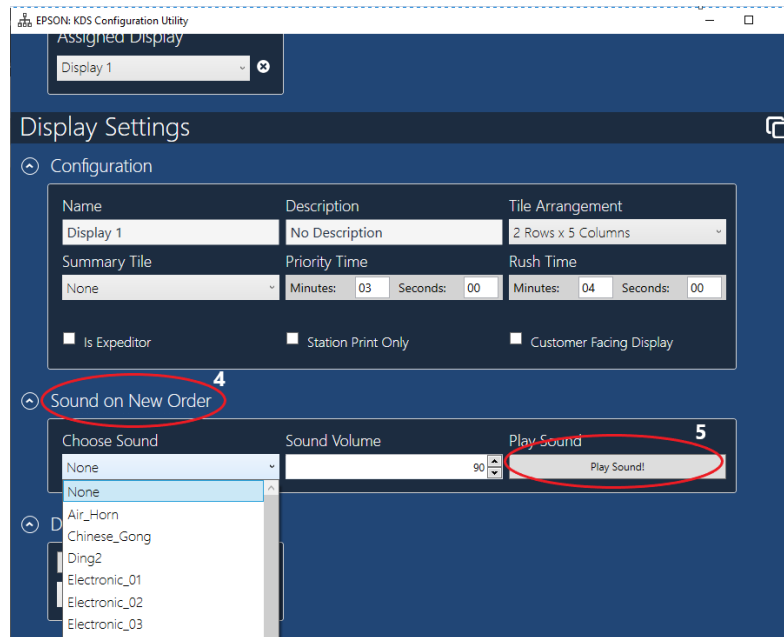 EPSON: KDS Configuration Utility
Assigned Display
Display 1
Display Settings
Configuration
Name Description Tile Arrangement
Display 1 No Description 2 Rows x 5 Columns
Summary Tile Priority Time Rush Time
None Minutes: 03 Seconds: 00 Minutes: 04 Seconds: 00
Is Expeditor Station Print Only Customer Facing Display
4
Sound on New Order
Choose Sound Sound Volume Play Sound 5
None 90 Play Sound!
None
Air_Horn
Chinese_Gong
D
Ding2
Electronic_01
Electronic_02
Electronic_03